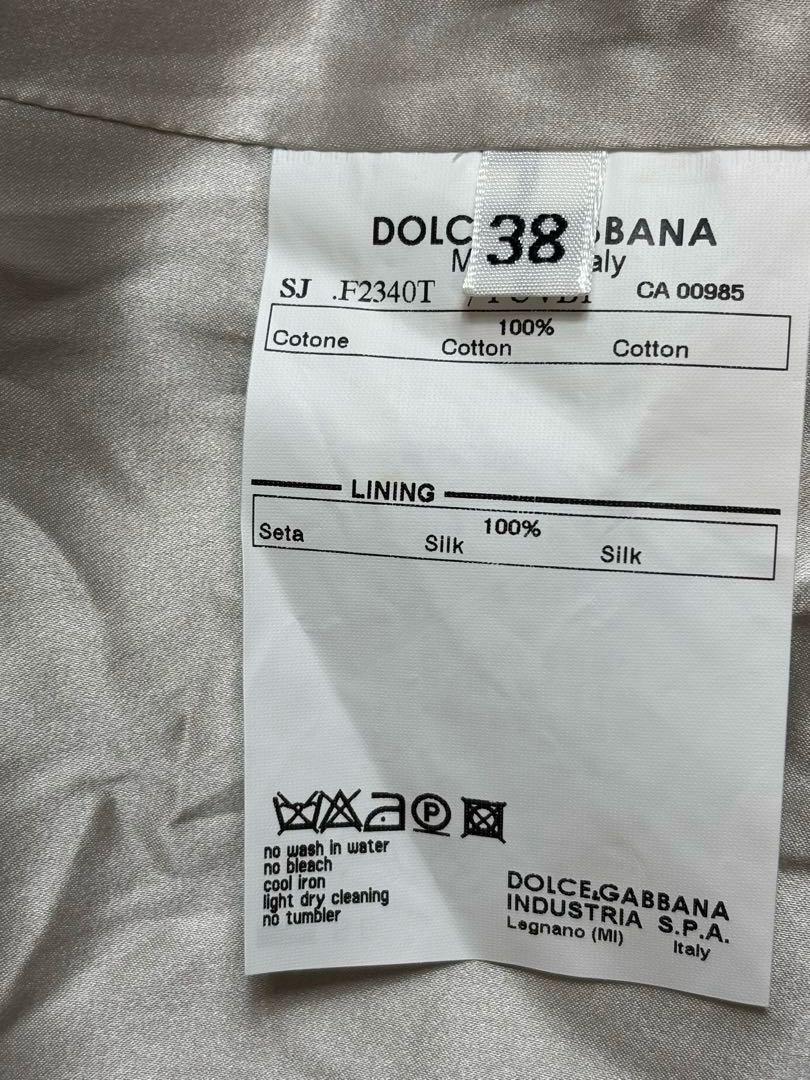 DOLC 38 BBANA
M aly
SJ .F2340T / CA 00985
100%
Cotone Cotton Cotton
LINING
100%
Seta Silk Silk
P
no wash in water
no bleach
cool iron
light dry cleaning
no tumbler
DOLCE&GABBANA
INDUSTRIA S.P.A.
Legnano (MI)
Italy